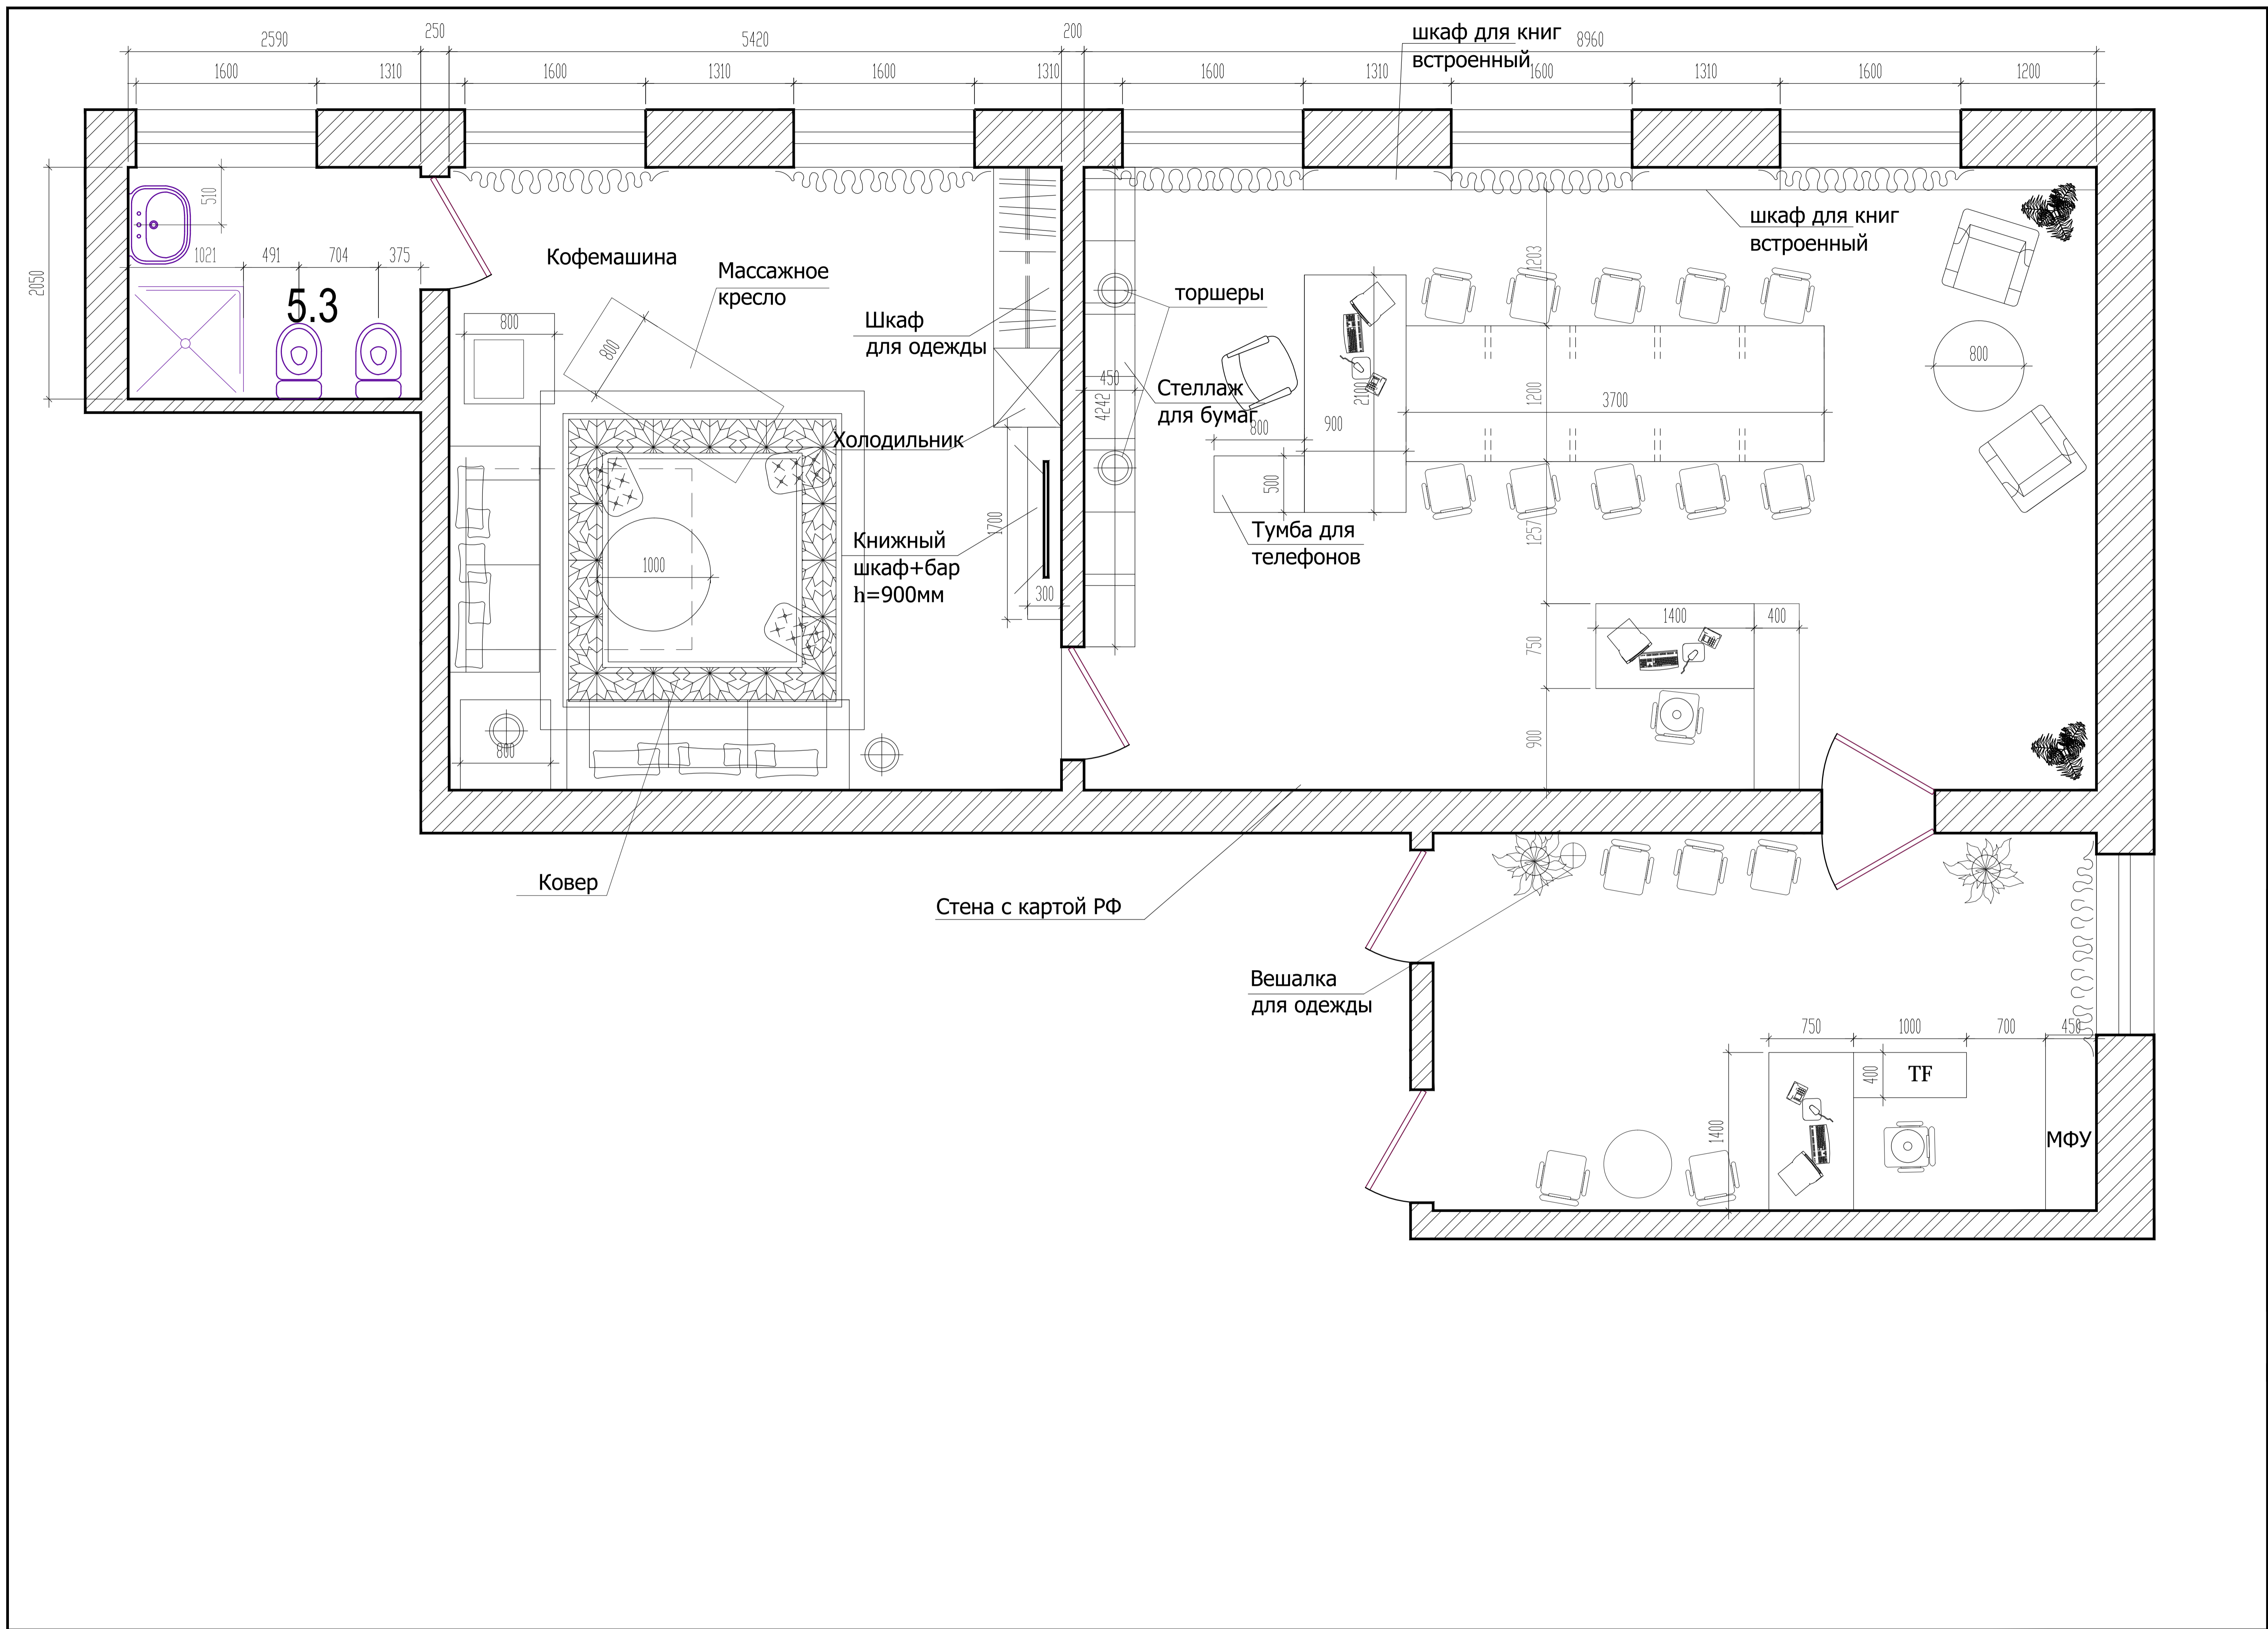 250
200
шкаф для книг
встроенный
2590
5420
8960
1600
1310
1600
1310
1600
1310
1600
1310
1600
1310
1600
1200
510
2050
1021
491
704
375
5.3
Кофемашина
Массажное
кресло
800
800
Шкаф
для одежды
Холодильник
1700
Книжный
шкаф+бар
h=900мм
300
1000
800
Ковер
шкаф для книг
встроенный
торшеры
1203
450
4242
Стеллаж
для бумаг
2100
900
800
500
1200
3700
800
Тумба для
телефонов
1257
1400
400
750
900
Стена с картой РФ
Вешалка
для одежды
750
1000
700
450
400
TF
1400
МФУ